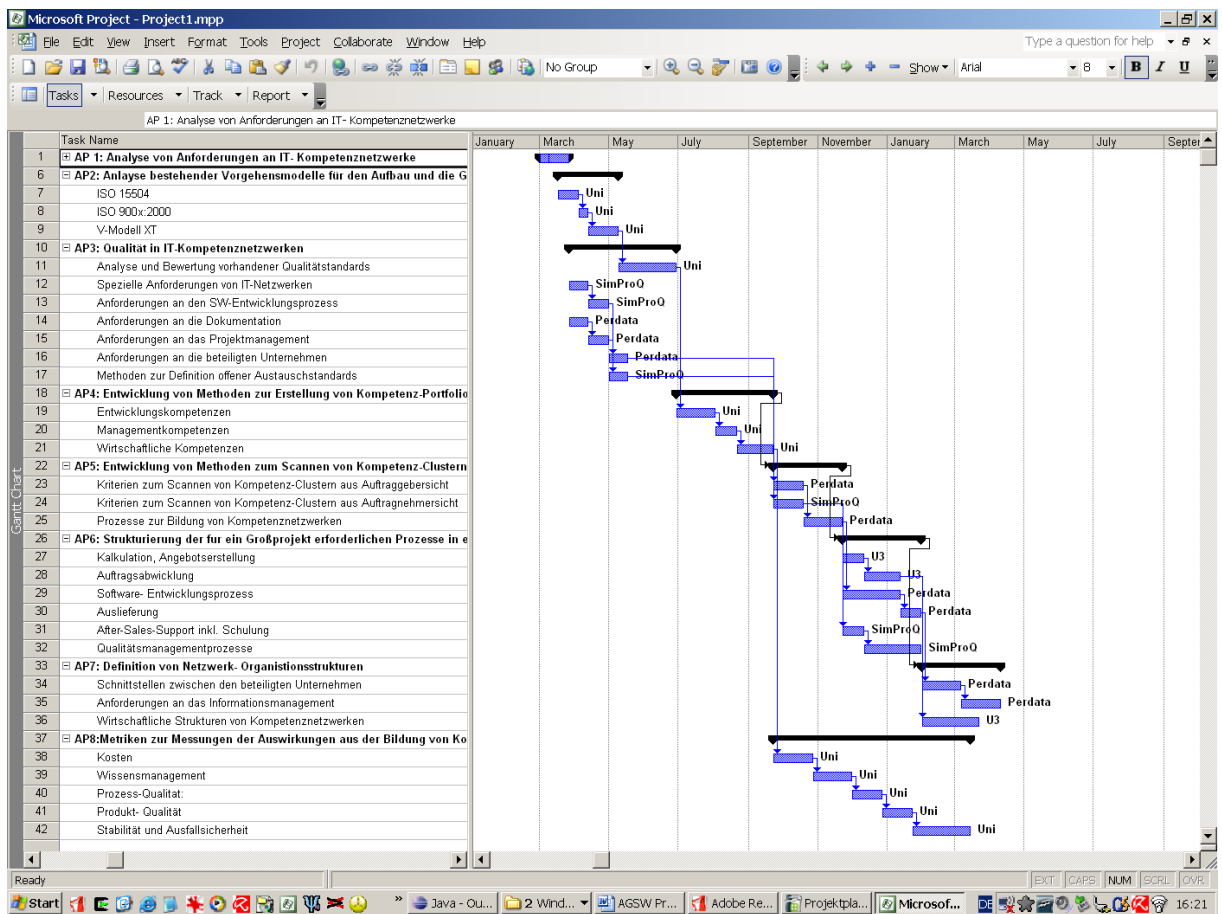 Microsoft Project - Project1.mpp
File Edit View Insert Format Tools Project Collaborate Window Help
Type a question for help
No Group
Show
Arial
8
B I U
Tasks Resources Track Report
AP 1: Analyse von Anforderungen an IT- Kompetenznetzwerke
Task Name
January March May July September November January March May July Septer
1 AP 1: Analyse von Anforderungen an IT- Kompetenznetzwerke
6 AP2: Anlayse bestehender Vorgehensmodelle für den Aufbau und die G
7 ISO 15504 Uni
8 ISO 900x:2000 Uni
9 V-Modell XT Uni
10 AP3: Qualität in IT-Kompetenznetzwerken
11 Analyse und Bewertung vorhandener Qualitätstandards Uni
12 Spezielle Anforderungen von IT-Netzwerken SimProQ
13 Anforderungen an den SW-Entwicklungsprozess SimProQ
14 Anforderungen an die Dokumentation Perdata
15 Anforderungen an das Projektmanagement Perdata
16 Anforderungen an die beteiligten Unternehmen Perdata
17 Methoden zur Definition offener Austauschstandards SimProQ
18 AP4: Entwicklung von Methoden zur Erstellung von Kompetenz-Portfolio
19 Entwicklungskompetenzen Uni
20 Managementkompetenzen Uni
21 Wirtschaftliche Kompetenzen Uni
22 AP5: Entwicklung von Methoden zum Scannen von Kompetenz-Clustern
23 Kriterien zum Scannen von Kompetenz-Clustern aus Auftraggebersicht Perdata
24 Kriterien zum Scannen von Kompetenz-Clustern aus Auftragnehmersicht SimProQ
25 Prozesse zur Bildung von Kompetenznetzwerken Perdata
26 AP6: Strukturierung der fur ein Großprojekt erforderlichen Prozesse in e
27 Kalkulation, Angebotserstellung U3
28 Auftragsabwicklung U3
29 Software- Entwicklungsprozess Perdata
30 Auslieferung Perdata
31 After-Sales-Support inkl. Schulung SimProQ
32 Qualitätsmanagementprozesse SimProQ
33 AP7: Definition von Netzwerk- Organistionsstrukturen
34 Schnittstellen zwischen den beteiligten Unternehmen Perdata
35 Anforderungen an das Informationsmanagement Perdata
36 Wirtschaftliche Strukturen von Kompetenznetzwerken U3
37 AP8:Metriken zur Messungen der Auswirkungen aus der Bildung von Ko
38 Kosten Uni
39 Wissensmanagement Uni
40 Prozess-Qualitat: Uni
41 Produkt- Qualität Uni
42 Stabilität und Ausfallsicherheit Uni
Gantt Chart
Ready
EXT CAPS NUM SCRL OVR
Start
» Java - Ou... 2 Wind... AGSW Pr... Adobe Re... Projektpla... Microsof... DE 16:21